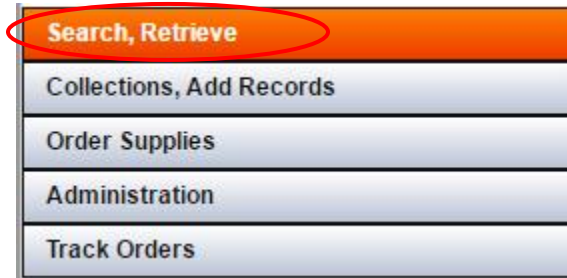 Search, Retrieve
Collections, Add Records
Order Supplies
Administration
Track Orders